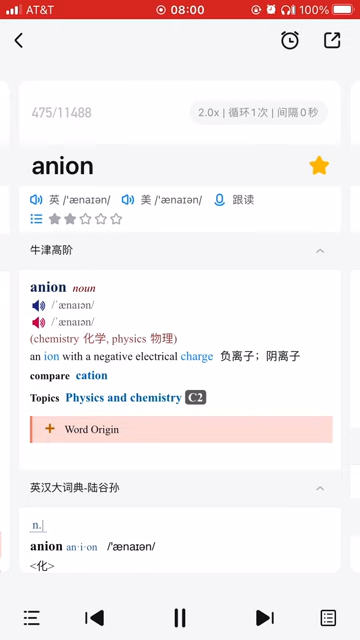 AT&T 08:00 100%
475/11488 2.0x | 循环1次 | 间隔0秒
anion
英 /'ænaɪən/ 美 /'ænaɪən/ 跟读
牛津高阶
anion noun
/ˈænaɪən/
/ˈænaɪən/
(chemistry 化学, physics 物理)
an ion with a negative electrical charge 负离子；阴离子
compare cation
Topics Physics and chemistry C2
+ Word Origin
英汉大词典-陆谷孙
n.
anion an·i·on /'ænaɪən/
<化>